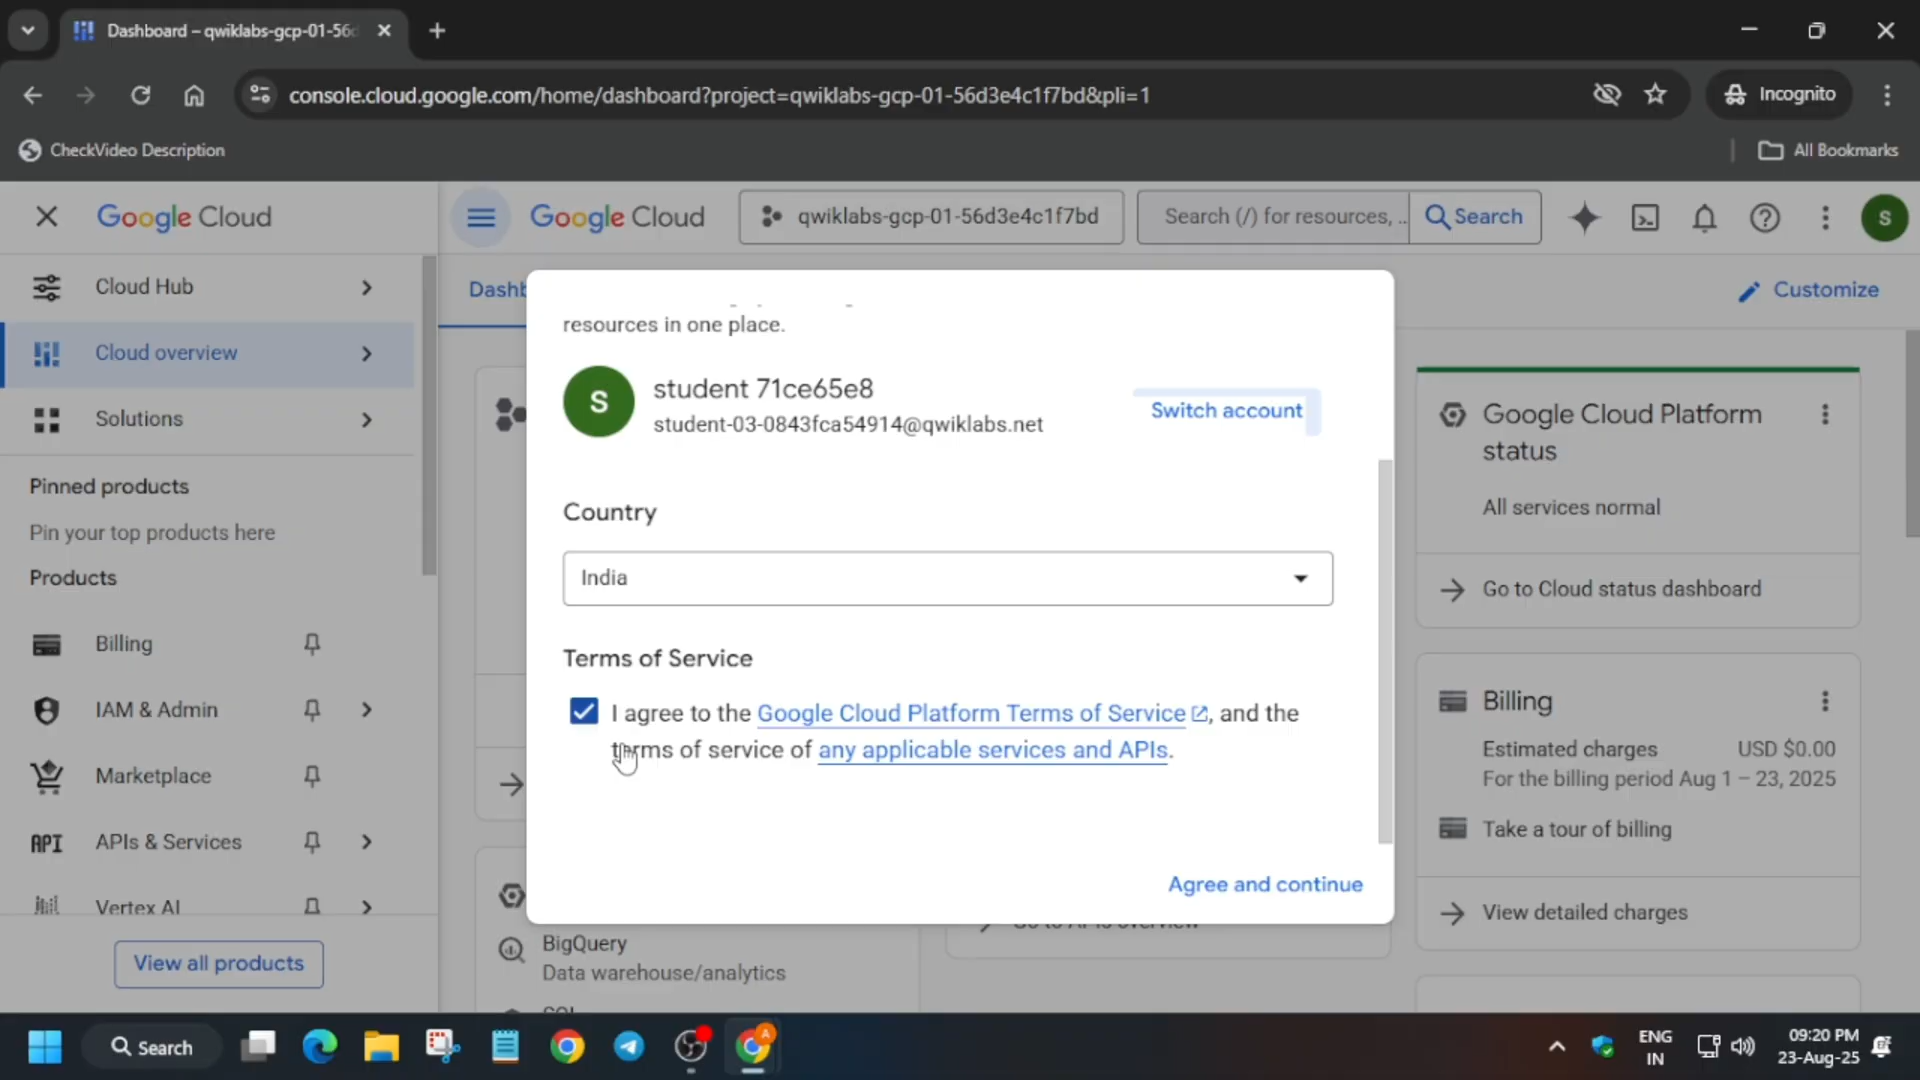 Dashboard – qwiklabs-gcp-01-56d
console.cloud.google.com/home/dashboard?project=qwiklabs-gcp-01-56d3e4c1f7bd&pli=1
Incognito
CheckVideo Description
All Bookmarks
Google Cloud
Google Cloud
qwiklabs-gcp-01-56d3e4c1f7bd
Search (/) for resources, ...
Search
S
Cloud Hub
Cloud overview
Solutions
Pinned products
Pin your top products here
Products
Billing
IAM & Admin
Marketplace
API
APIs & Services
Vertex AI
View all products
Dashb
Customize
resources in one place.
S
student 71ce65e8
student-03-0843fca54914@qwiklabs.net
Switch account
Country
India
Terms of Service
I agree to the Google Cloud Platform Terms of Service, and the
terms of service of any applicable services and APIs.
Agree and continue
BigQuery
Data warehouse/analytics
Google Cloud Platform
status
All services normal
Go to Cloud status dashboard
Billing
Estimated charges USD $0.00
For the billing period Aug 1 – 23, 2025
Take a tour of billing
View detailed charges
Search
A
ENG
IN
09:20 PM
23-Aug-25